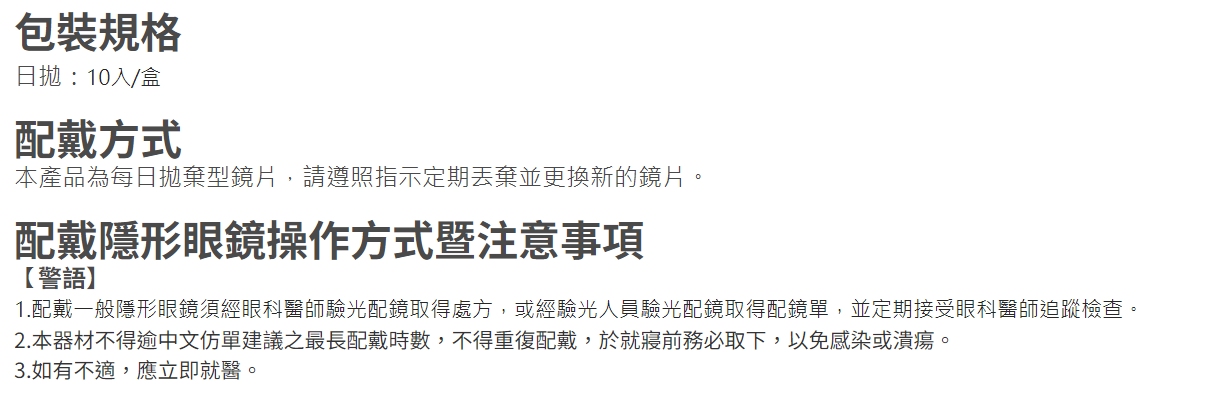 包裝規格
日拋：10入/盒
配戴方式
本產品為每日拋棄型鏡片，請遵照指示定期丟棄並更換新的鏡片。
配戴隱形眼鏡操作方式暨注意事項
【警語】
1.配戴一般隱形眼鏡須經眼科醫師驗光配鏡取得處方，或經驗光人員驗光配鏡取得配鏡單，並定期接受眼科醫師追蹤檢查。
2.本器材不得逾中文仿單建議之最長配戴時數，不得重復配戴，於就寢前務必取下，以免感染或潰瘍。
3.如有不適，應立即就醫。